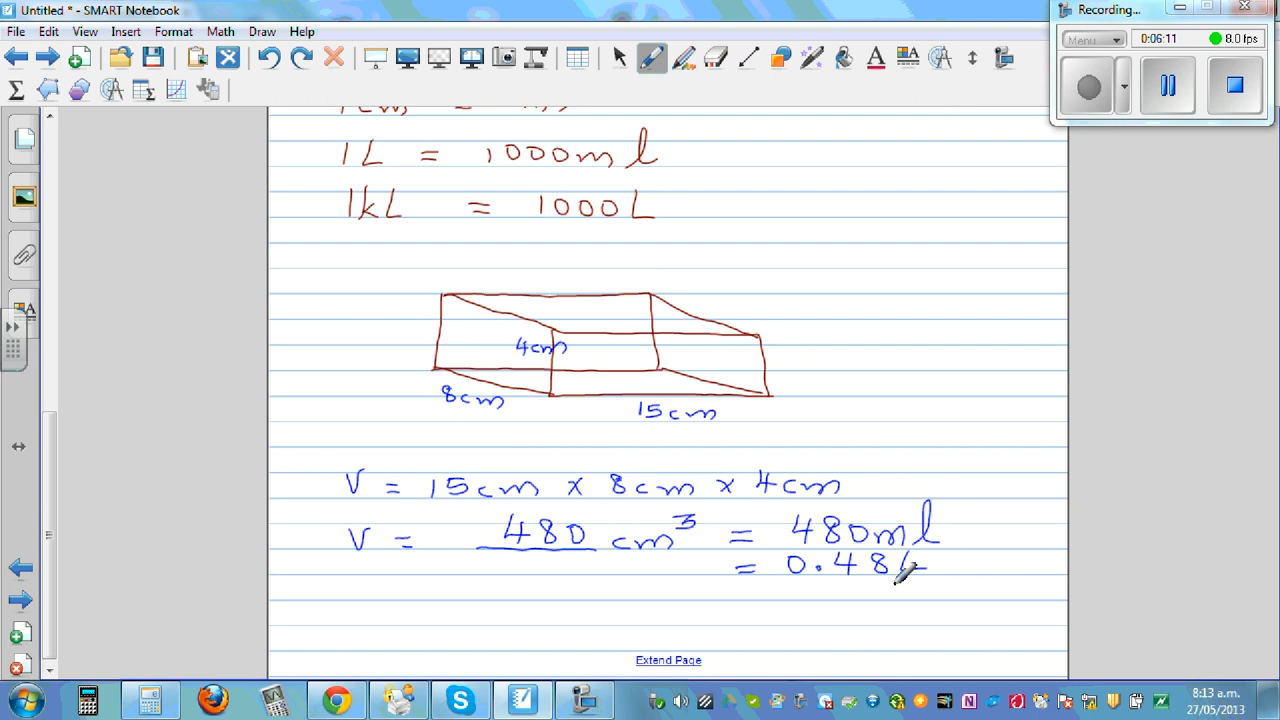 Untitled * - SMART Notebook
Recording...
File Edit View Insert Format Math Draw Help
Menu
0:06:11
8.0 fps
1L = 1000ml
1kL = 1000L
4cm
8cm
15cm
V = 15cm x 8cm x 4cm
V = 480 cm³ = 480ml
= 0.48L
Extend Page
8:13 a.m.
27/05/2013